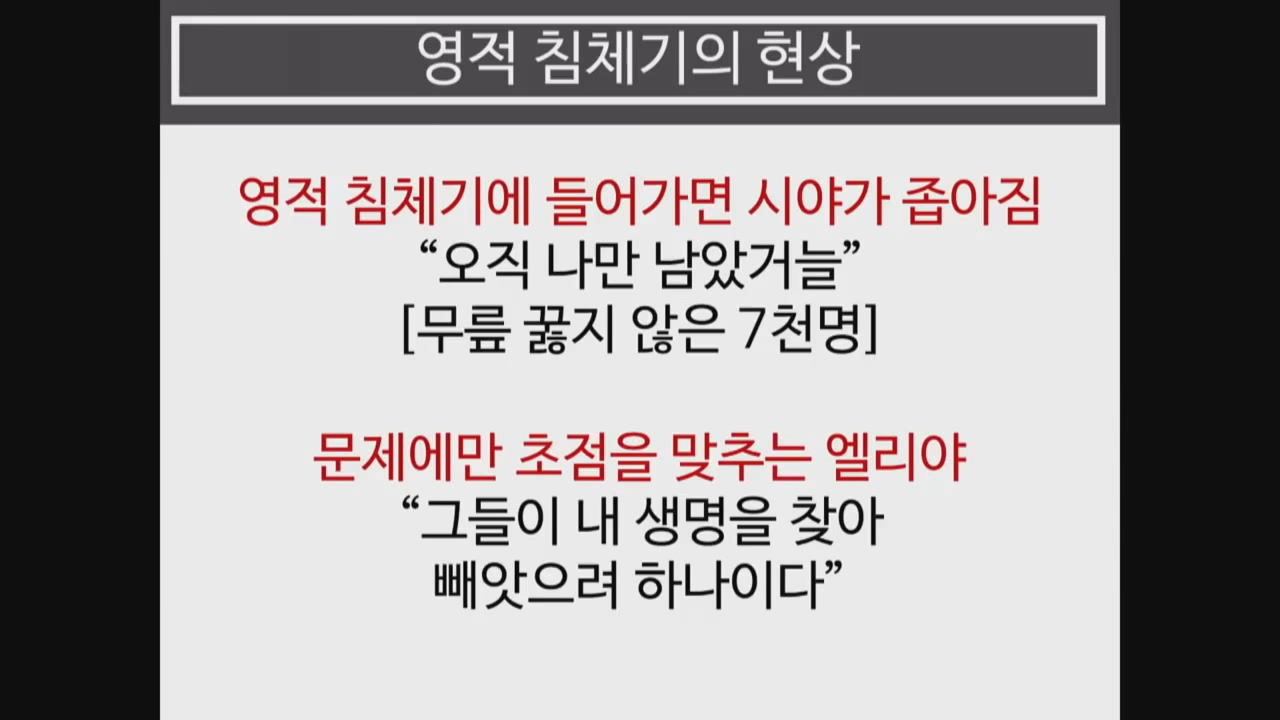 영적 침체기의 현상
영적 침체기에 들어가면 시야가 좁아짐
“오직 나만 남았거늘”
[무릎 꿇지 않은 7천명]
문제에만 초점을 맞추는 엘리야
“그들이 내 생명을 찾아
빼앗으려 하나이다”